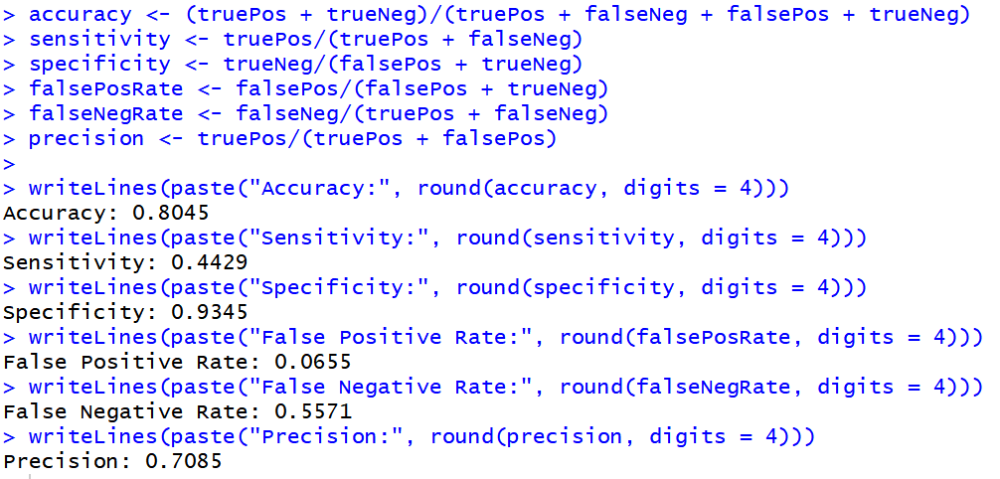 > accuracy <- (truePos + trueNeg)/(truePos + falseNeg + falsePos + trueNeg)
> sensitivity <- truePos/(truePos + falseNeg)
> specificity <- trueNeg/(falsePos + trueNeg)
> falsePosRate <- falsePos/(falsePos + trueNeg)
> falseNegRate <- falseNeg/(truePos + falseNeg)
> precision <- truePos/(truePos + falsePos)
>
> writeLines(paste("Accuracy:", round(accuracy, digits = 4)))
Accuracy: 0.8045
> writeLines(paste("Sensitivity:", round(sensitivity, digits = 4)))
Sensitivity: 0.4429
> writeLines(paste("Specificity:", round(specificity, digits = 4)))
Specificity: 0.9345
> writeLines(paste("False Positive Rate:", round(falsePosRate, digits = 4)))
False Positive Rate: 0.0655
> writeLines(paste("False Negative Rate:", round(falseNegRate, digits = 4)))
False Negative Rate: 0.5571
> writeLines(paste("Precision:", round(precision, digits = 4)))
Precision: 0.7085